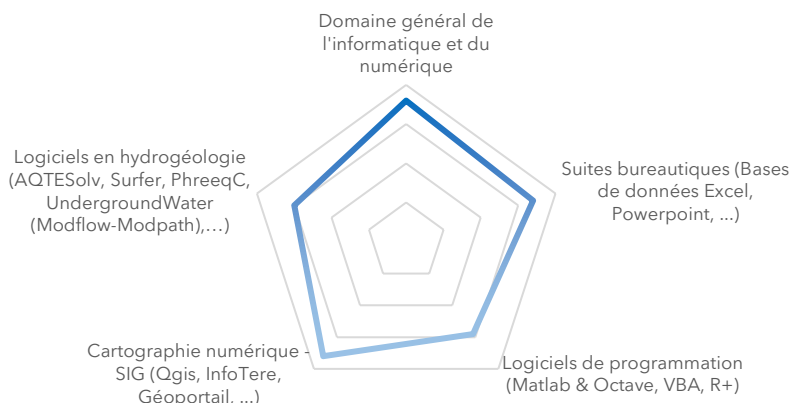 Domaine général de
l'informatique et du
numérique
Suites bureautiques (Bases
de données Excel,
Powerpoint, ...)
Logiciels de programmation
(Matlab & Octave, VBA, R+)
Cartographie numérique -
SIG (Qgis, InfoTere,
Géoportail, ...)
Logiciels en hydrogéologie
(AQTESolv, Surfer, PhreeqC,
UndergroundWater
(Modflow-Modpath),...)